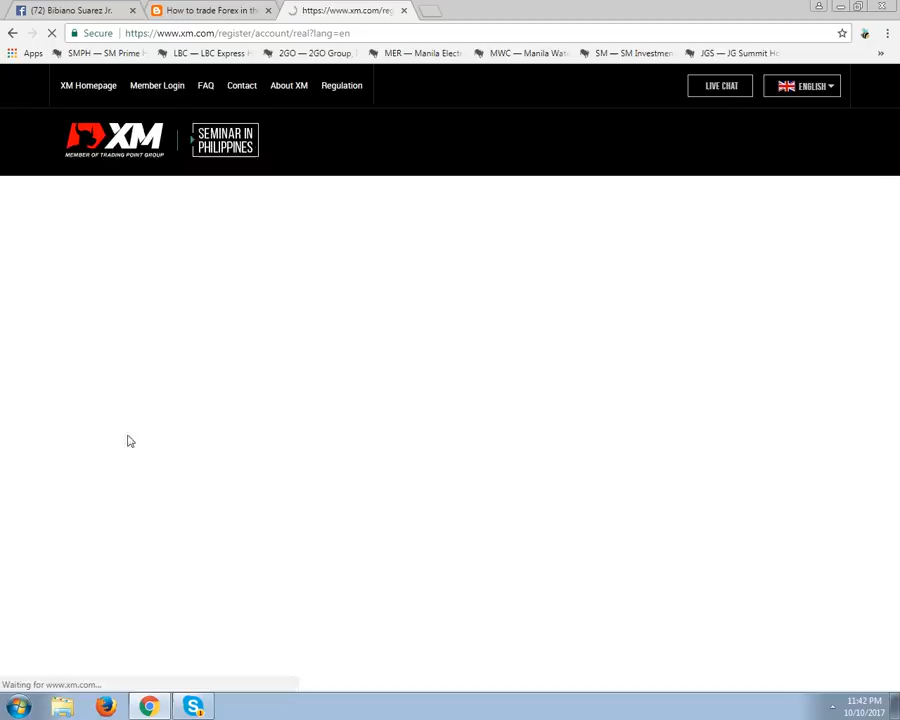 (72) Bibiano Suarez Jr.
How to trade Forex in th
https://www.xm.com/reg
Secure
https://www.xm.com/register/account/real?lang=en
Apps
SMPH — SM Prime H
LBC — LBC Express H
2GO — 2GO Group, I
MER — Manila Electr
MWC — Manila Wat
SM — SM Investmen
JGS — JG Summit Ho
»
XM Homepage
Member Login
FAQ
Contact
About XM
Regulation
LIVE CHAT
ENGLISH
XM
MEMBER OF TRADING POINT GROUP
SEMINAR IN
PHILIPPINES
Waiting for www.xm.com...
11:42 PM
10/10/2017